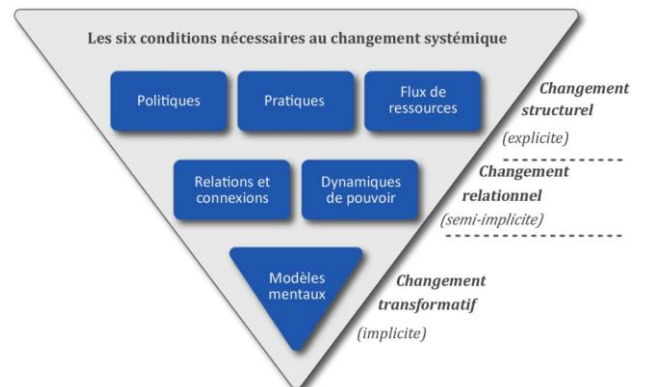 Les six conditions nécessaires au changement systémique
Politiques
Pratiques
Flux de
ressources
Changement
structurel
(explicite)
Relations et
connexions
Dynamiques
de pouvoir
Changement
relationnel
(semi-implicite)
Modèles
mentaux
Changement
transformatif
(implicite)